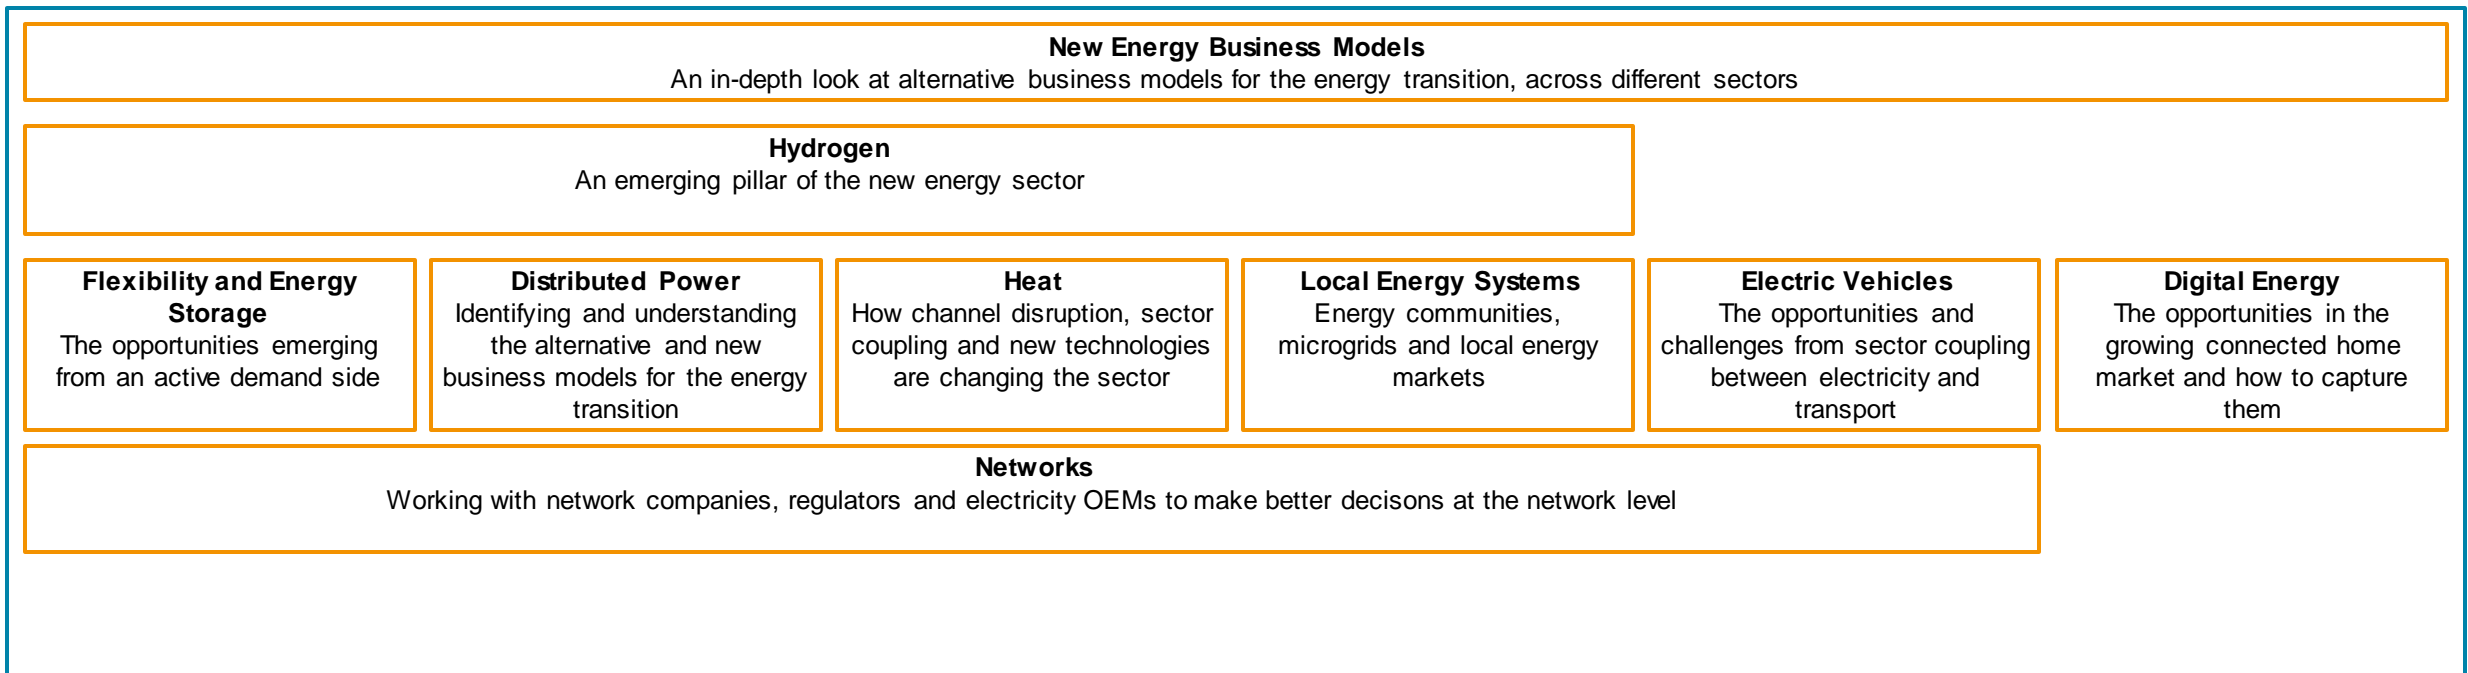 New Energy Business Models
An in-depth look at alternative business models for the energy transition, across different sectors
Hydrogen
An emerging pillar of the new energy sector
Flexibility and Energy
Storage
The opportunities emerging
from an active demand side
Distributed Power
Identifying and understanding
the alternative and new
business models for the energy
transition
Heat
How channel disruption, sector
coupling and new technologies
are changing the sector
Local Energy Systems
Energy communities,
microgrids and local energy
markets
Electric Vehicles
The opportunities and
challenges from sector coupling
between electricity and
transport
Digital Energy
The opportunities in the
growing connected home
market and how to capture
them
Networks
Working with network companies, regulators and electricity OEMs to make better decisons at the network level